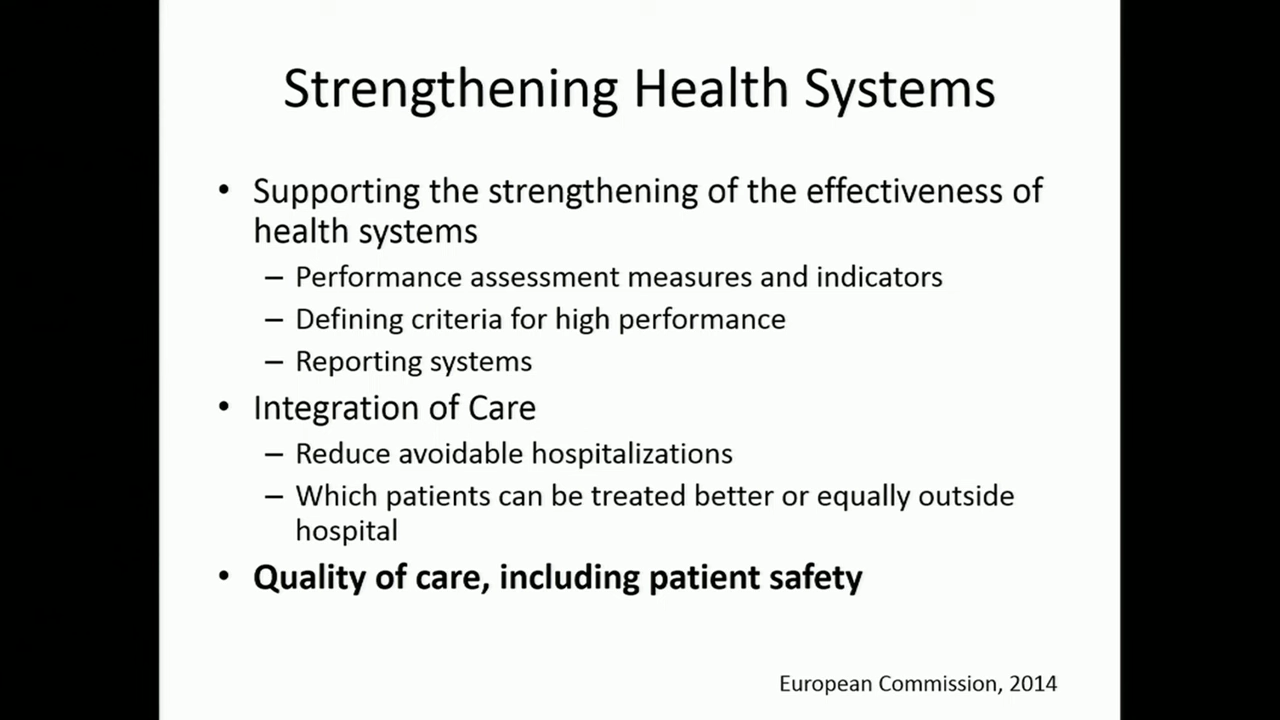 Strengthening Health Systems
• Supporting the strengthening of the effectiveness of
health systems
– Performance assessment measures and indicators
– Defining criteria for high performance
– Reporting systems
• Integration of Care
– Reduce avoidable hospitalizations
– Which patients can be treated better or equally outside
hospital
• Quality of care, including patient safety
European Commission, 2014